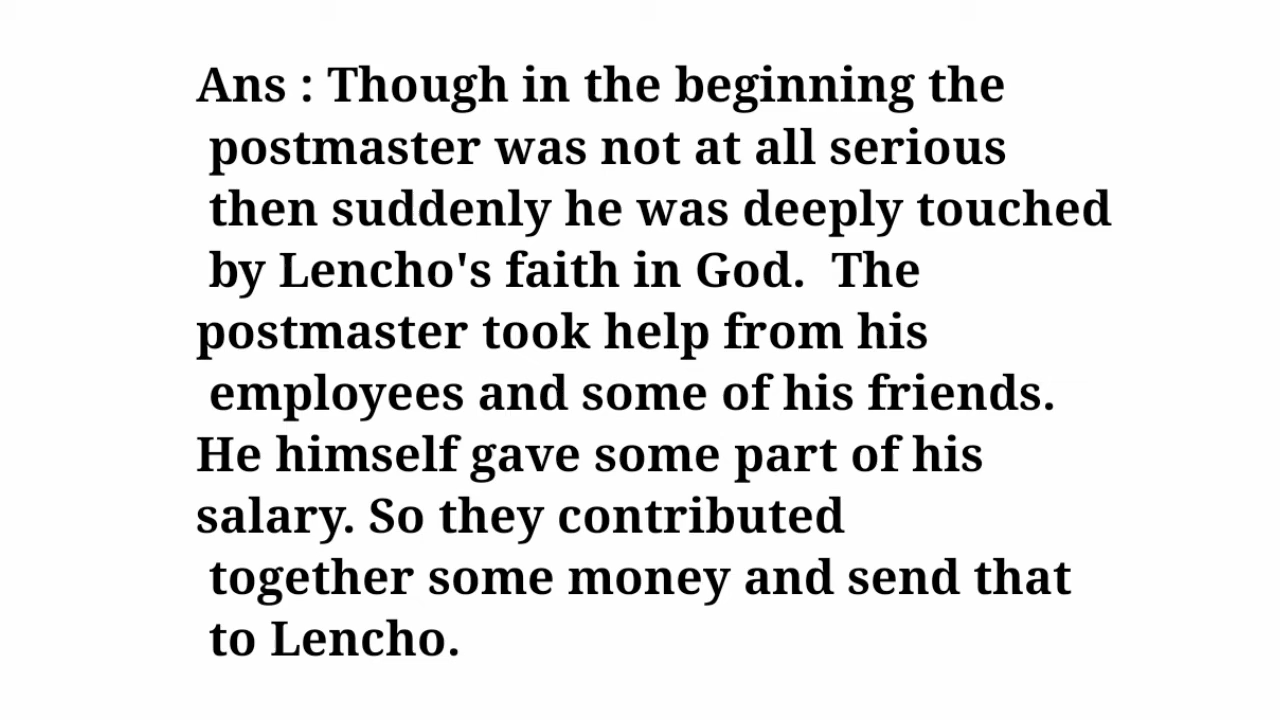 Ans : Though in the beginning the
postmaster was not at all serious
then suddenly he was deeply touched
by Lencho's faith in God.  The
postmaster took help from his
employees and some of his friends.
He himself gave some part of his
salary. So they contributed
together some money and send that
to Lencho.